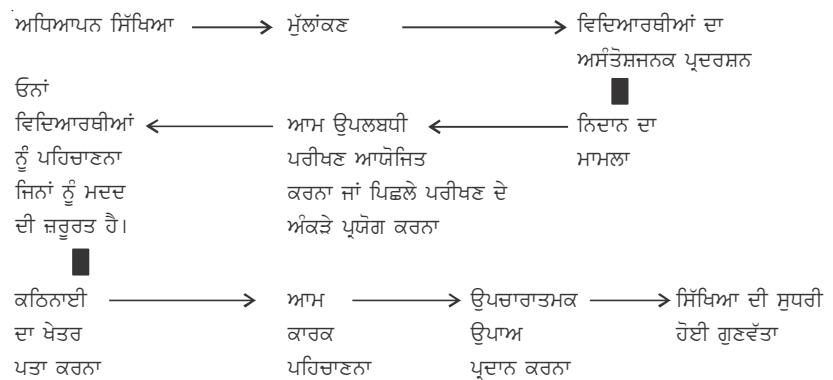 ਅਧਿਆਪਨ ਸਿੱਖਿਆ ਮੁੱਲਾਂਕਣ ਵਿਦਿਆਰਥੀਆਂ ਦਾ
ਅਸੰਤੋਸ਼ਜਨਕ ਪ੍ਰਦਰਸ਼ਨ
ਓਨਾਂ
ਵਿਦਿਆਰਥੀਆਂ
ਨੂੰ ਪਹਿਚਾਣਨਾ
ਜਿਨਾਂ ਨੂੰ ਮਦਦ
ਦੀ ਜ਼ਰੂਰਤ ਹੈ।
ਆਮ ਉਪਲਬਧੀ
ਪਰੀਖਣ ਆਯੋਜਿਤ
ਕਰਨਾ ਜਾਂ ਪਿਛਲੇ ਪਰੀਖਣ ਦੇ
ਅੰਕੜੇ ਪ੍ਰਯੋਗ ਕਰਨਾ
ਨਿਦਾਨ ਦਾ
ਮਾਮਲਾ
ਕਠਿਨਾਈ
ਦਾ ਖੇਤਰ
ਪਤਾ ਕਰਨਾ
ਆਮ
ਕਾਰਕ
ਪਹਿਚਾਣਨਾ
ਉਪਚਾਰਾਤਮਕ
ਉਪਾਅ
ਪ੍ਰਦਾਨ ਕਰਨਾ
ਸਿੱਖਿਆ ਦੀ ਸੁਧਰੀ
ਹੋਈ ਗੁਣਵੱਤਾ